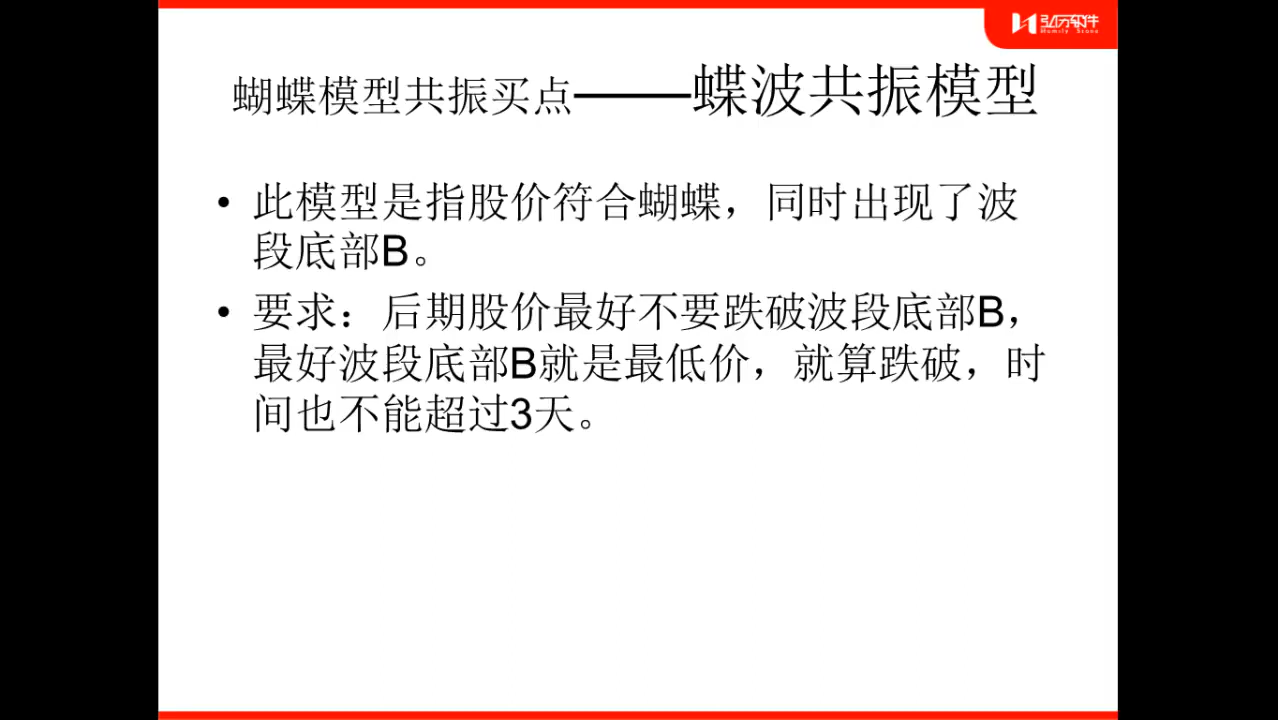 弘历软件
Homily Stone
蝴蝶模型共振买点——蝶波共振模型
• 此模型是指股价符合蝴蝶，同时出现了波
段底部B。
• 要求：后期股价最好不要跌破波段底部B，
最好波段底部B就是最低价，就算跌破，时
间也不能超过3天。